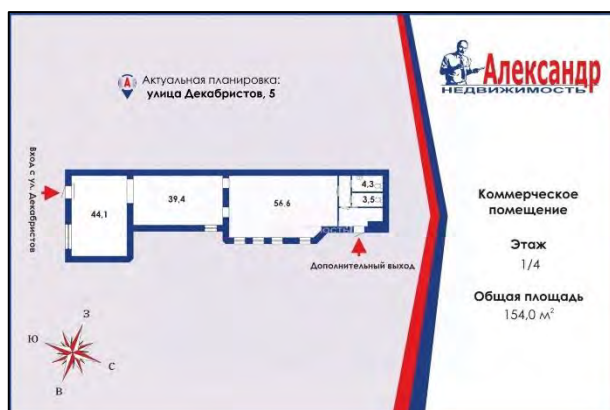 Актуальная планировка:
улица Декабристов, 5
Александр
НЕДВИЖИМОСТЬ
Вход с ул. Декабристов
44,1
39,4
56,6
4,3
3,5
Дополнительный выход
З
Ю
С
В
Коммерческое
помещение
Этаж
1/4
Общая площадь
154,0 м²